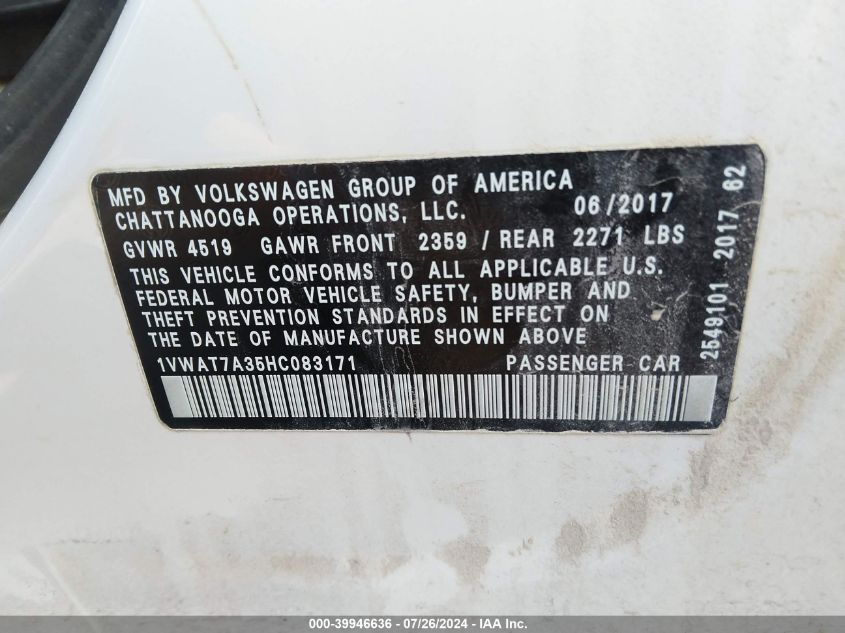 MFD BY VOLKSWAGEN GROUP OF AMERICA
CHATTANOOGA OPERATIONS, LLC. 06/2017
GVWR 4519 GAWR FRONT 2359 / REAR 2271 LBS
THIS VEHICLE CONFORMS TO ALL APPLICABLE U.S.
FEDERAL MOTOR VEHICLE SAFETY, BUMPER AND
THEFT PREVENTION STANDARDS IN EFFECT ON
THE DATE OF MANUFACTURE SHOWN ABOVE
1VWAT7A35HC083171 PASSENGER CAR
2549101 2017 62
000-39946636 - 07/26/2024 - IAA Inc.